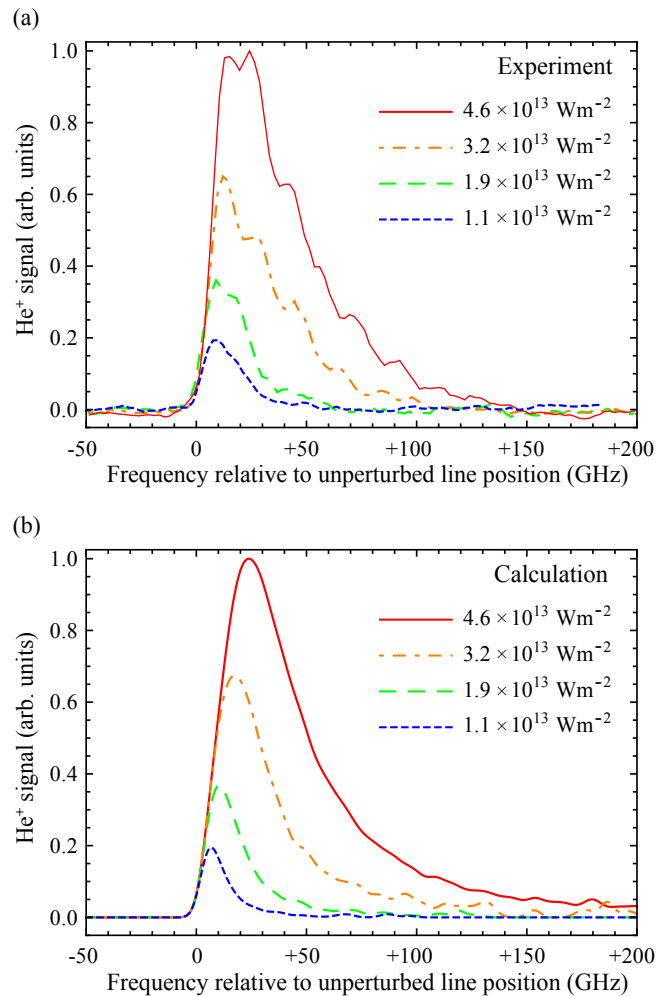 (a)
1.0
0.8
0.6
0.4
0.2
0.0
He⁺ signal (arb. units)
Experiment
4.6 × 10¹³ Wm⁻²
3.2 × 10¹³ Wm⁻²
1.9 × 10¹³ Wm⁻²
1.1 × 10¹³ Wm⁻²
-50 0 +50 +100 +150 +200
Frequency relative to unperturbed line position (GHz)
(b)
1.0
0.8
0.6
0.4
0.2
0.0
He⁺ signal (arb. units)
Calculation
4.6 × 10¹³ Wm⁻²
3.2 × 10¹³ Wm⁻²
1.9 × 10¹³ Wm⁻²
1.1 × 10¹³ Wm⁻²
-50 0 +50 +100 +150 +200
Frequency relative to unperturbed line position (GHz)